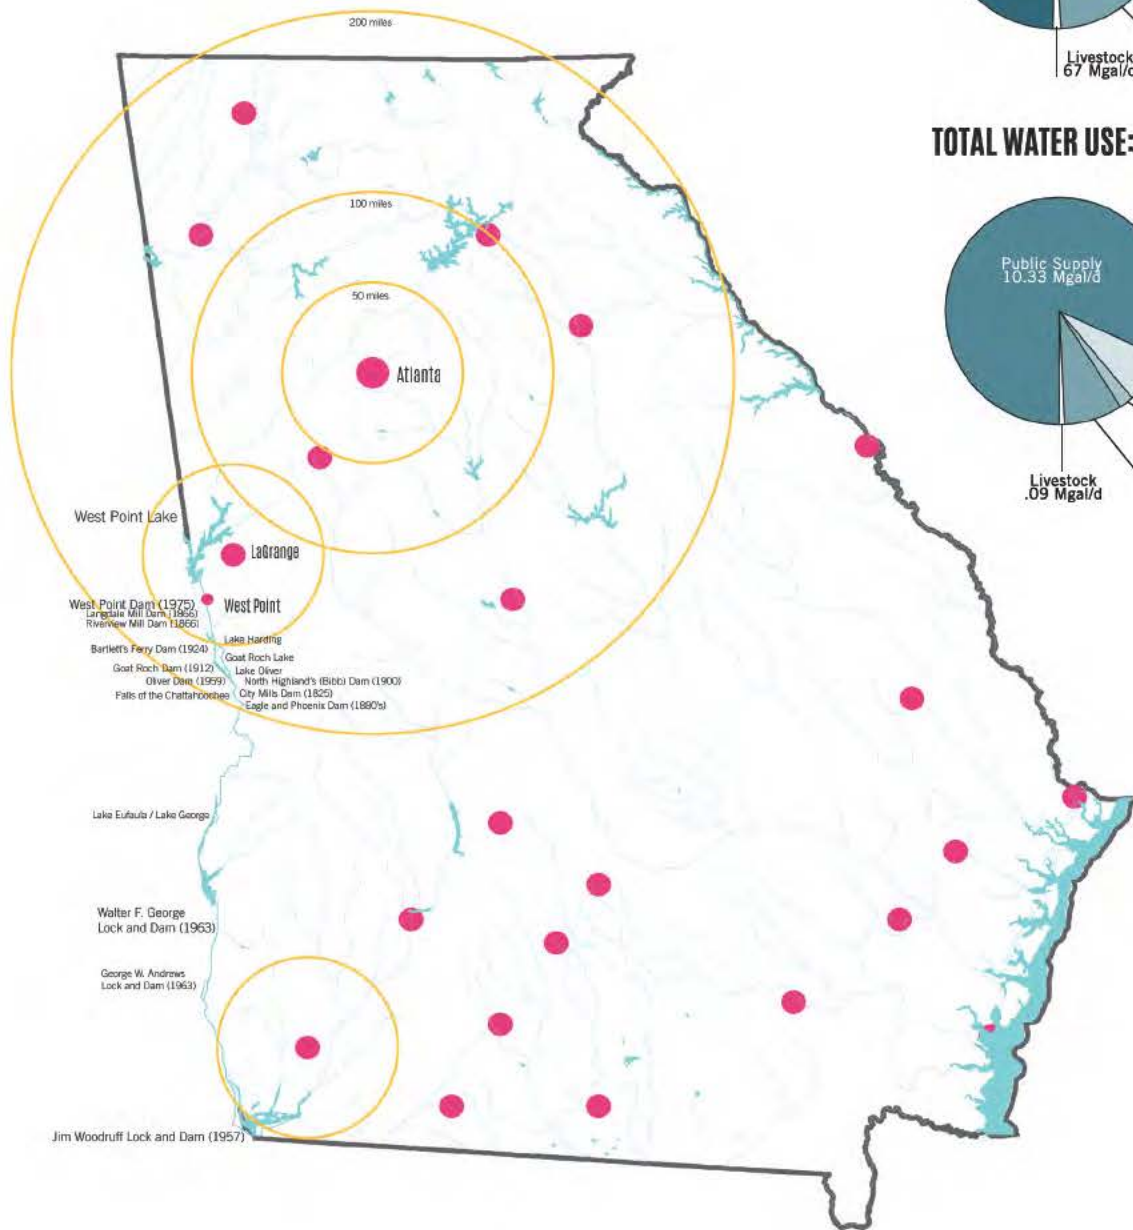 200 miles
Livestock
67 Mgal/d
TOTAL WATER USE:
100 miles
Public Supply
10.33 Mgal/d
50 miles
Atlanta
Livestock
.09 Mgal/d
West Point Lake
LaGrange
West Point Dam (1975)
West Point
Langdale Mill Dam (1866)
Riverview Mill Dam (1866)
Lake Harding
Bartlett's Ferry Dam (1924)
Goat Roch Lake
Goat Roch Dam (1912)
Lake Oliver
Oliver Dam (1959)
North Highland's (Bibb) Dam (1900)
Falls of the Chattahoochee
City Mills Dam (1825)
Eagle and Phoenix Dam (1880's)
Lake Eufaula / Lake George
Walter F. George
Lock and Dam (1963)
George W. Andrews
Lock and Dam (1963)
Jim Woodruff Lock and Dam (1957)